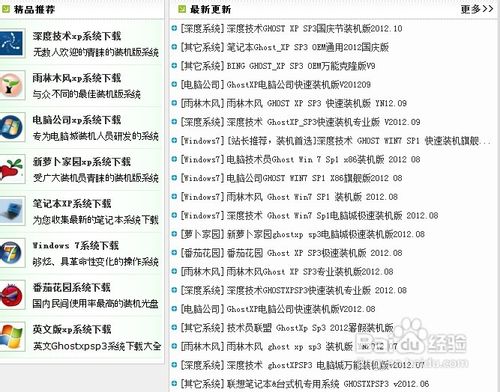 精品推荐
深度技术xp系统下载
无数人欢迎的青睐的装机版系统
雨林木风xp系统下载
与众不同的最佳装机版系统
电脑公司xp系统下载
专为电脑城装机人员研发的系统
新萝卜家园xp系统下载
受广大装机员青睐的装机版系统
笔记本XP系统下载
为您收集最新的笔记本系统下载
Windows 7系统下载
够炫、具革命性变化的操作系统
番茄花园系统下载
国内民间使用率最高的装机光盘
英文版xp系统下载
英文Ghostxpsp3系统下载大全
最新更新
更多>>
[深度系统] 深度技术GHOST XP SP3国庆节装机版2012.10
[其它系统] 笔记本Ghost_XP SP3 OEM通用2012国庆版
[其它系统] BING GHOST_XP SP3 OEM万能克隆版V9
[电脑公司] GhostXP电脑公司快速装机版V201209
[雨林木风] 雨林木风 GHOST XP SP3 快速装机版 YN12.09
[深度系统] 深度技术 GhostXP_SP3快速装机专业版 V2012.09
[Windows7] [站长推荐，装机首选]深度技术 GHOST WIN7 SP1 快速装机旗舰...
[Windows7] 电脑技术员Ghost Win 7 Sp1 x86装机版 2012.08
[Windows7] 电脑公司GHOST WIN7 SP1 X86旗舰版2012.08
[Windows7] 雨林木风 Ghost Win7 SP1 装机版 2012.08
[Windows7] 深度技术 Ghost Win7 Sp1电脑城极速装机版 2012.08
[萝卜家园] 新萝卜家园ghostxp sp3电脑城极速装机版2012.08
[番茄花园] 番茄花园 Ghost XP SP3极速装机版 2012.08
[雨林木风] 雨林木风 Ghost XP SP3装机版2012.08
[深度系统] 深度技术 GHOST XP SP3专业装机版2012.08
[电脑公司] GhostXP电脑公司快速装机版V2012.08
[其它系统] 技术员联盟 GhostXp Sp3 2012暑假装机版
[雨林木风] 雨林木风 ghost xp sp3 装机版 YN2012.07
[深度系统] 深度技术 ghostXPSP3 电脑城万能装机版v2012.07
[其它系统] 联想笔记本&台式机专用系统 GHOSTXPSP3 v2012.06
Baidu经验